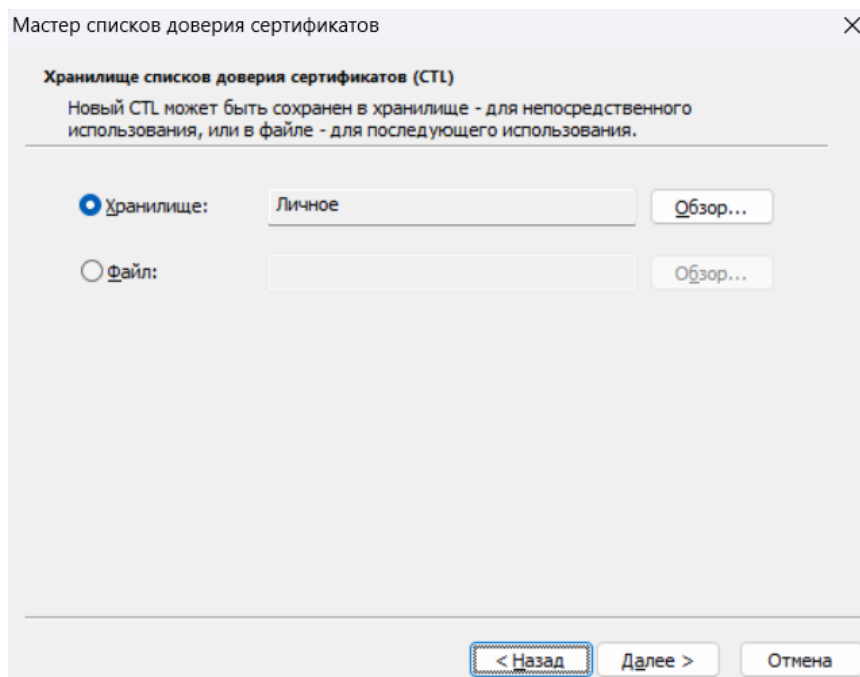 Мастер списков доверия сертификатов
Хранилище списков доверия сертификатов (CTL)
Новый CTL может быть сохранен в хранилище - для непосредственного
использования, или в файле - для последующего использования.
Хранилище: Личное Обзор...
Файл: Обзор...
< Назад Далее > Отмена